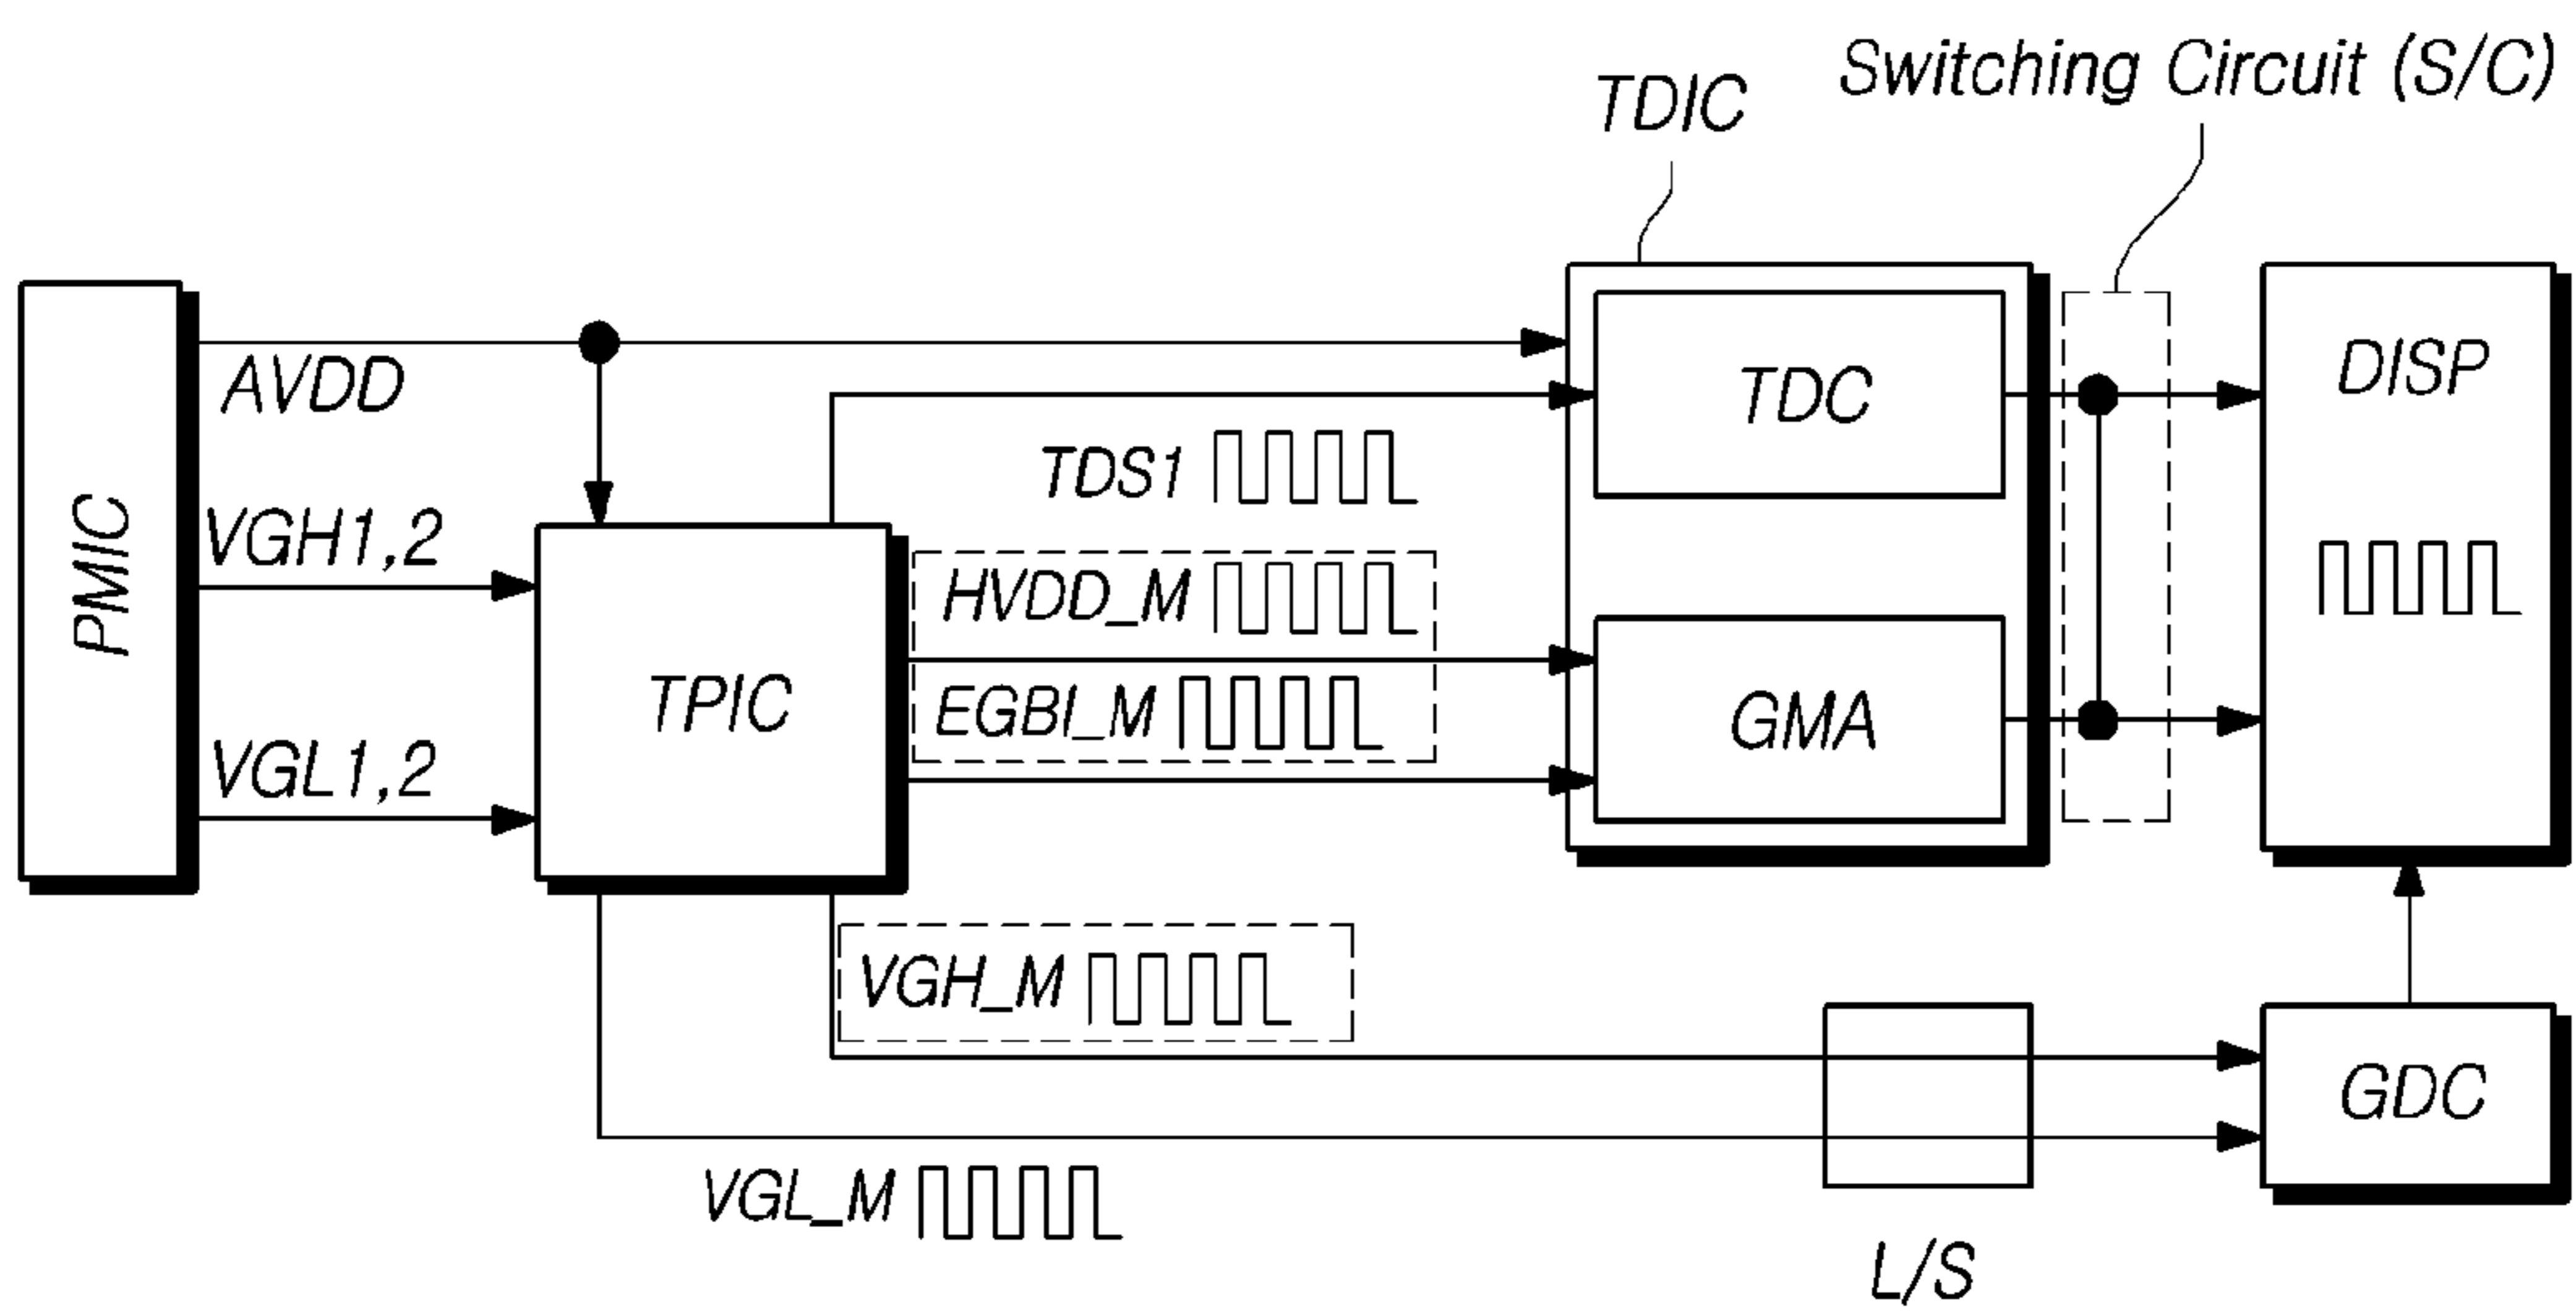 Switching Circuit (S/C)
TDIC
AVDD
TDC
DISP
TDS1
PMIC
VGH1,2
HVDD_M
TPIC
EGBI_M
GMA
VGL1,2
VGH_M
GDC
VGL_M
L/S